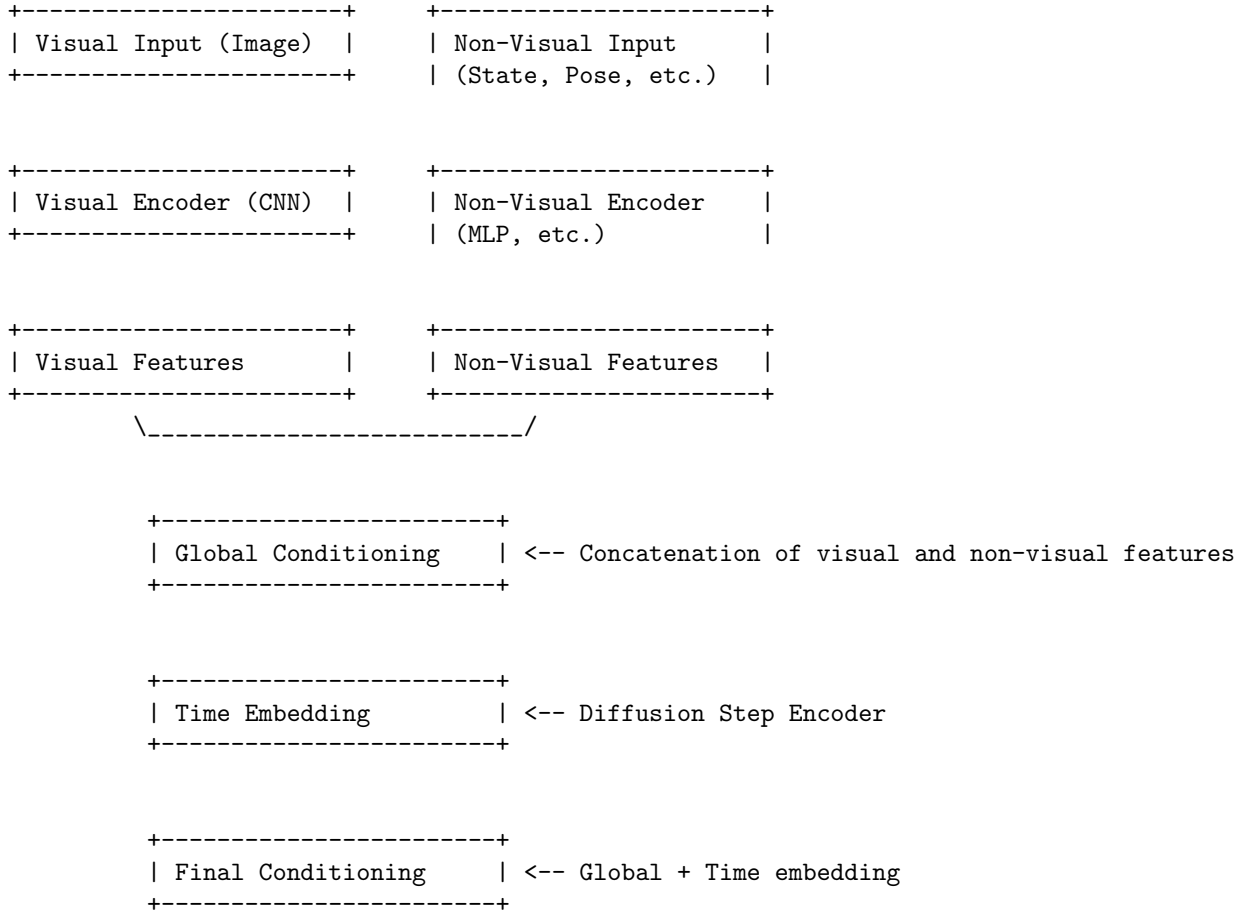 +-----------------------+     +-----------------------+
| Visual Input (Image)  |     | Non-Visual Input      |
+-----------------------+     | (State, Pose, etc.)   |
+-----------------------+     +-----------------------+
| Visual Encoder (CNN)  |     | Non-Visual Encoder    |
+-----------------------+     | (MLP, etc.)           |
+-----------------------+     +-----------------------+
| Visual Features       |     | Non-Visual Features   |
+-----------------------+     +-----------------------+
\___________________________/
+------------------------+
| Global Conditioning    | <-- Concatenation of visual and non-visual features
+------------------------+
+------------------------+
| Time Embedding         | <-- Diffusion Step Encoder
+------------------------+
+------------------------+
| Final Conditioning     | <-- Global + Time embedding
+------------------------+